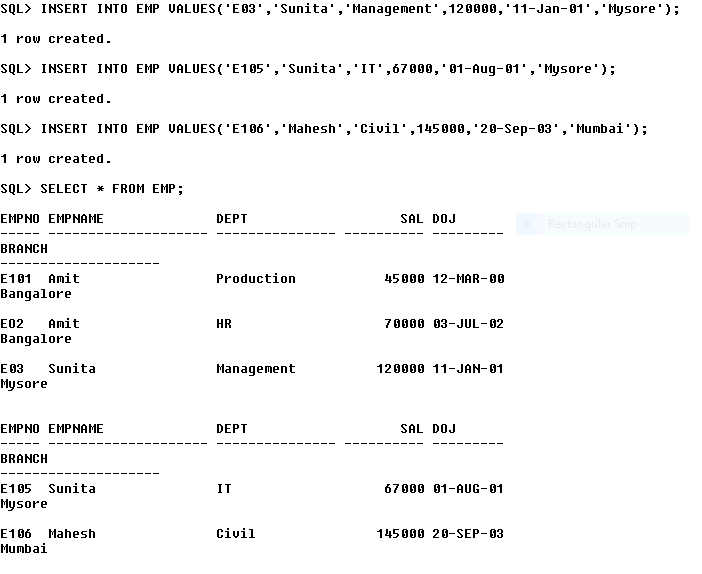 SQL> INSERT INTO EMP VALUES('E03','Sunita','Management',120000,'11-Jan-01','Mysore');
1 row created.
SQL> INSERT INTO EMP VALUES('E105','Sunita','IT',67000,'01-Aug-01','Mysore');
1 row created.
SQL> INSERT INTO EMP VALUES('E106','Mahesh','Civil',145000,'20-Sep-03','Mumbai');
1 row created.
SQL> SELECT * FROM EMP;
EMPNO EMPNAME              DEPT                   SAL DOJ
Rectangular Snip
----- -------------------- --------------- ---------- ---------
BRANCH
--------------------
E101  Amit                 Production           45000 12-MAR-00
Bangalore
E02   Amit                 HR                   70000 03-JUL-02
Bangalore
E03   Sunita               Management          120000 11-JAN-01
Mysore
EMPNO EMPNAME              DEPT                   SAL DOJ
----- -------------------- --------------- ---------- ---------
BRANCH
--------------------
E105  Sunita               IT                   67000 01-AUG-01
Mysore
E106  Mahesh               Civil               145000 20-SEP-03
Mumbai